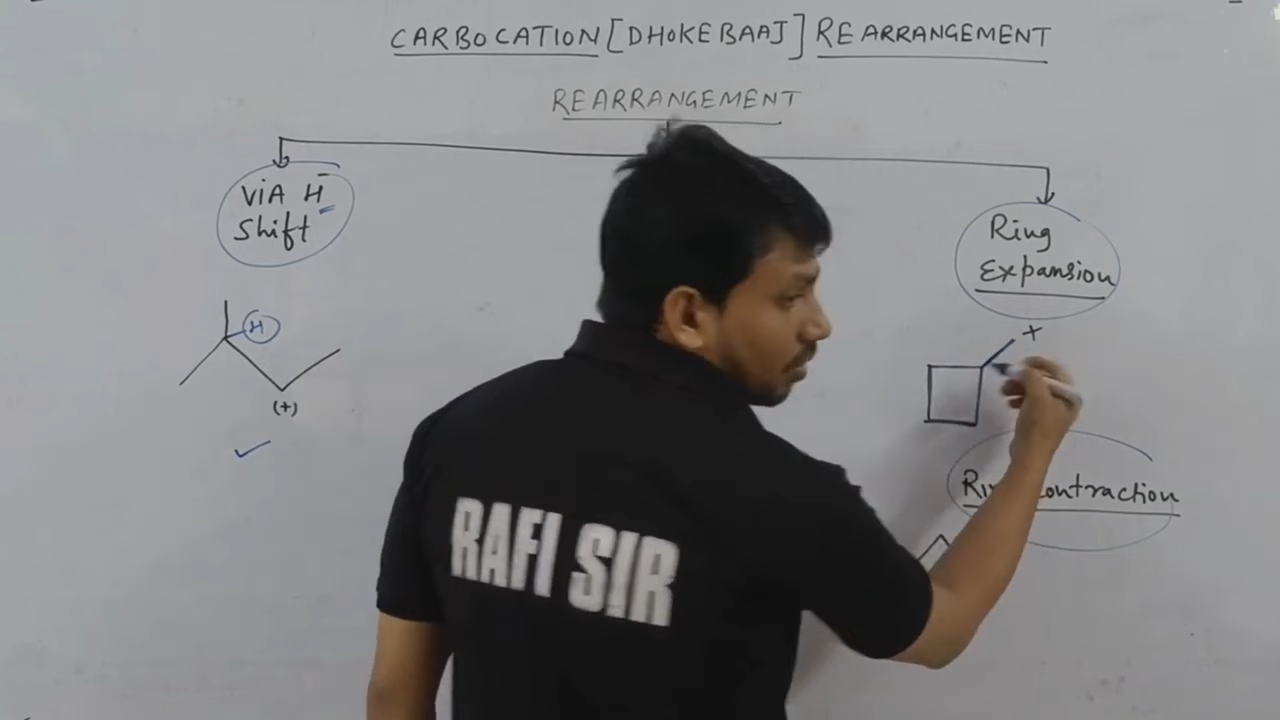 CARBOCATION [DHOKEBAAJ] REARRANGEMENT
REARRANGEMENT
ViA H⁻
Shift
H
(+)
Ring
Expansion
+
contraction
RAFI SIR